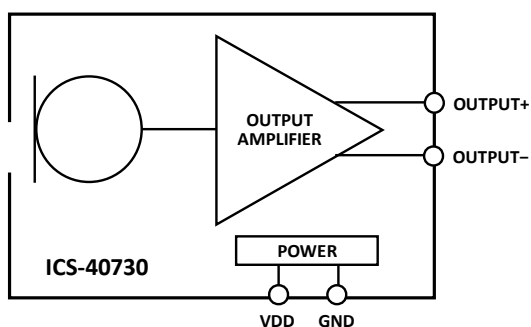 OUTPUT
AMPLIFIER
OUTPUT+
OUTPUT−
POWER
ICS-40730
VDD GND